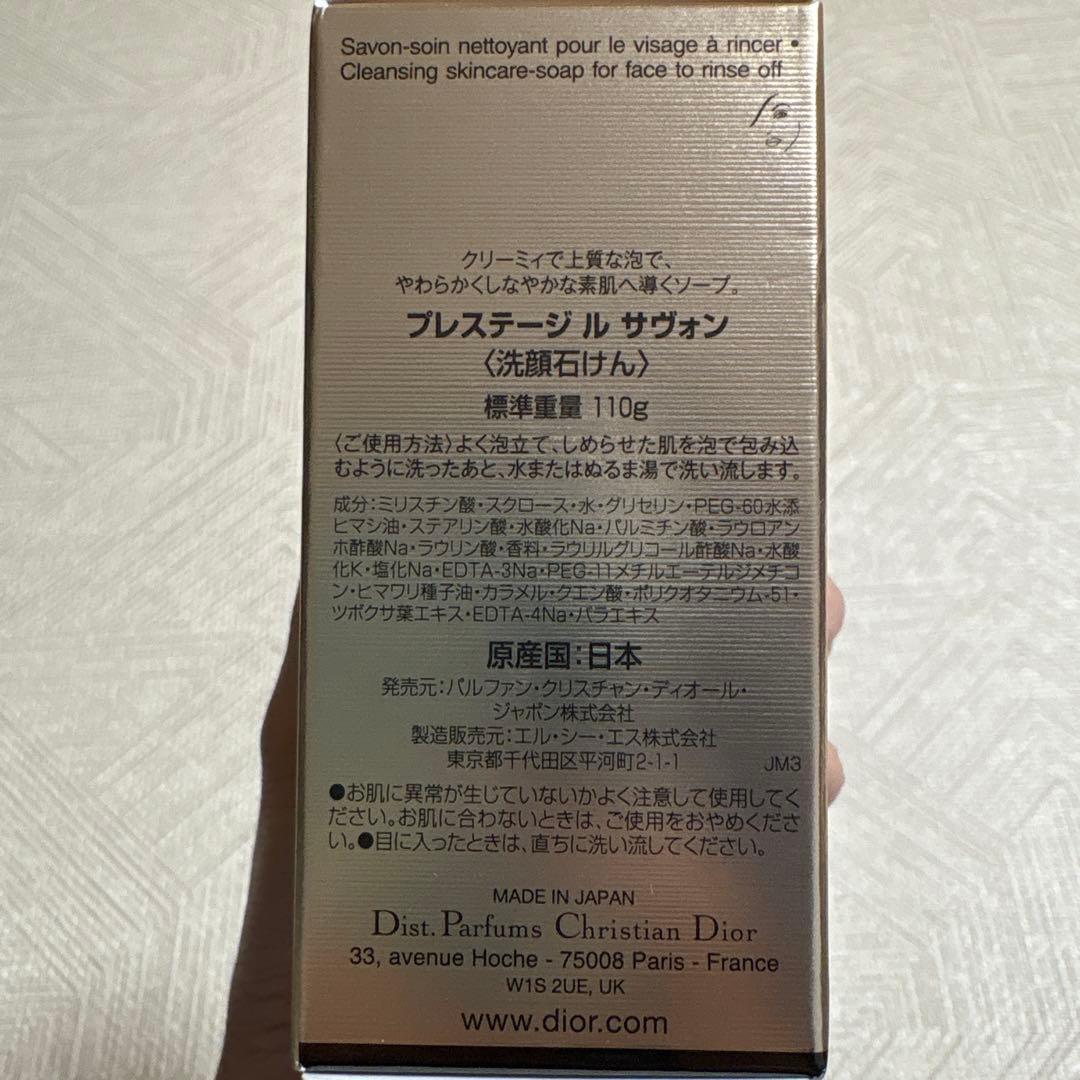 Savon-soin nettoyant pour le visage à rincer •
Cleansing skincare-soap for face to rinse off
クリーミィで上質な泡で、
やわらかくしなやかな素肌へ導くソープ。
プレステージ ル サヴォン
〈洗顔石けん〉
標準重量 110g
〈ご使用方法〉よく泡立て、しめらせた肌を泡で包み込
むように洗ったあと、水またはぬるま湯で洗い流します。
成分：ミリスチン酸・スクロース・水・グリセリン・PEG-60水添
ヒマシ油・ステアリン酸・水酸化Na・パルミチン酸・ラウロアン
ホ酢酸Na・ラウリン酸・香料・ラウリルグリコール酢酸Na・水酸
化K・塩化Na・EDTA-3Na・PEG-11メチルエーテルジメチコ
ン・ヒマワリ種子油・カラメル・クエン酸・ポリクオタニウム-51・
ツボクサ葉エキス・EDTA-4Na・バラエキス
原産国：日本
発売元：パルファン・クリスチャン・ディオール・
ジャポン株式会社
製造販売元：エル・シー・エス株式会社
東京都千代田区平河町2-1-1
JM3
●お肌に異常が生じていないかよく注意して使用してく
ださい。お肌に合わないときは、ご使用をおやめくださ
い。●目に入ったときは、直ちに洗い流してください。
MADE IN JAPAN
Dist. Parfums Christian Dior
33, avenue Hoche - 75008 Paris - France
W1S 2UE, UK
www.dior.com